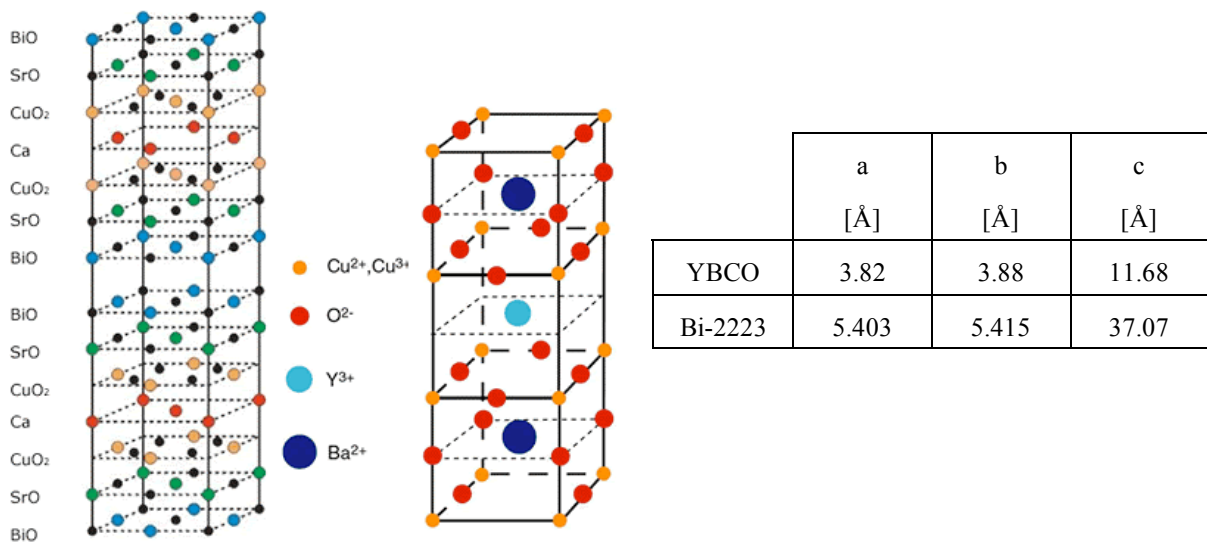 BiO
SrO
CuO₂
Ca
CuO₂
SrO
BiO
BiO
SrO
CuO₂
Ca
CuO₂
SrO
BiO
Cu²⁺,Cu³⁺
O²⁻
Y³⁺
Ba²⁺
a b c
[Å] [Å] [Å]
YBCO 3.82 3.88 11.68
Bi-2223 5.403 5.415 37.07